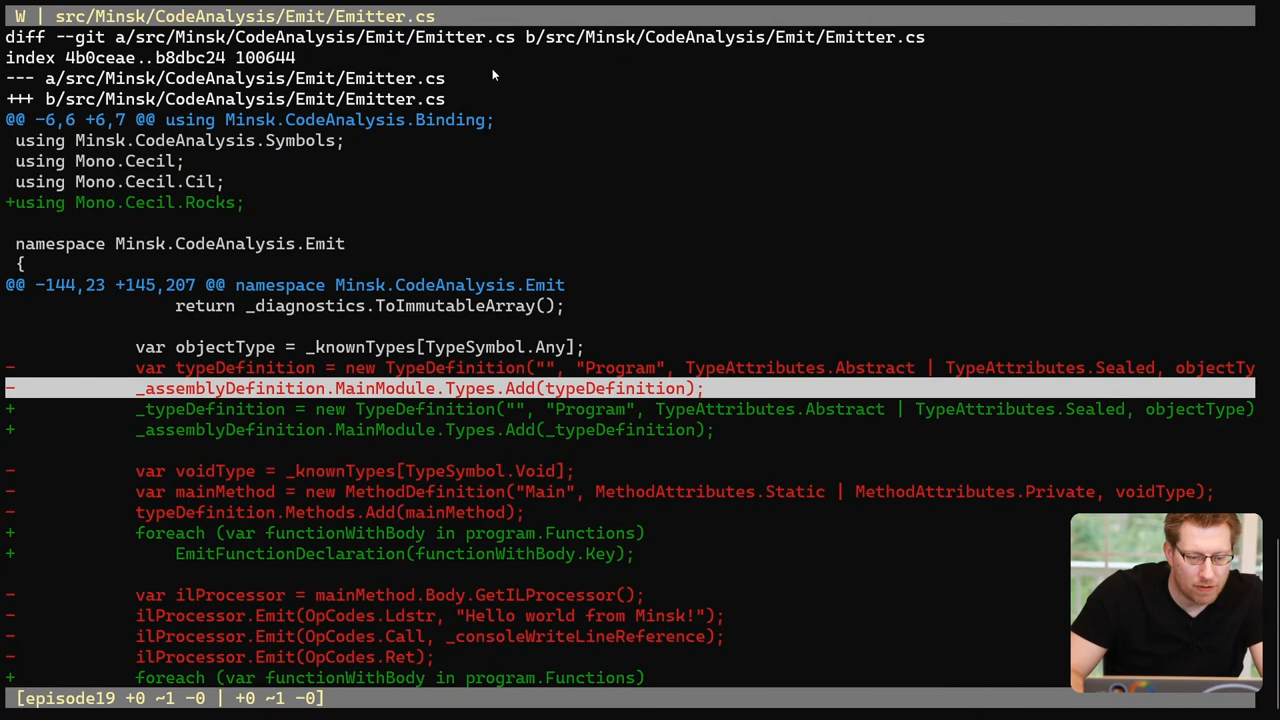 W | src/Minsk/CodeAnalysis/Emit/Emitter.cs
diff --git a/src/Minsk/CodeAnalysis/Emit/Emitter.cs b/src/Minsk/CodeAnalysis/Emit/Emitter.cs
index 4b0ceae..b8dbc24 100644
--- a/src/Minsk/CodeAnalysis/Emit/Emitter.cs
+++ b/src/Minsk/CodeAnalysis/Emit/Emitter.cs
@@ -6,6 +6,7 @@ using Minsk.CodeAnalysis.Binding;
 using Minsk.CodeAnalysis.Symbols;
 using Mono.Cecil;
 using Mono.Cecil.Cil;
+using Mono.Cecil.Rocks;
 namespace Minsk.CodeAnalysis.Emit
 {
@@ -144,23 +145,207 @@ namespace Minsk.CodeAnalysis.Emit
                 return _diagnostics.ToImmutableArray();
             var objectType = _knownTypes[TypeSymbol.Any];
-            var typeDefinition = new TypeDefinition("", "Program", TypeAttributes.Abstract | TypeAttributes.Sealed, objectTy
-            _assemblyDefinition.MainModule.Types.Add(typeDefinition);
+            _typeDefinition = new TypeDefinition("", "Program", TypeAttributes.Abstract | TypeAttributes.Sealed, objectType)
+            _assemblyDefinition.MainModule.Types.Add(_typeDefinition);
-            var voidType = _knownTypes[TypeSymbol.Void];
-            var mainMethod = new MethodDefinition("Main", MethodAttributes.Static | MethodAttributes.Private, voidType);
-            typeDefinition.Methods.Add(mainMethod);
+            foreach (var functionWithBody in program.Functions)
+                EmitFunctionDeclaration(functionWithBody.Key);
-            var ilProcessor = mainMethod.Body.GetILProcessor();
-            ilProcessor.Emit(OpCodes.Ldstr, "Hello world from Minsk!");
-            ilProcessor.Emit(OpCodes.Call, _consoleWriteLineReference);
-            ilProcessor.Emit(OpCodes.Ret);
+            foreach (var functionWithBody in program.Functions)
[episode19 +0 ~1 -0 | +0 ~1 -0]